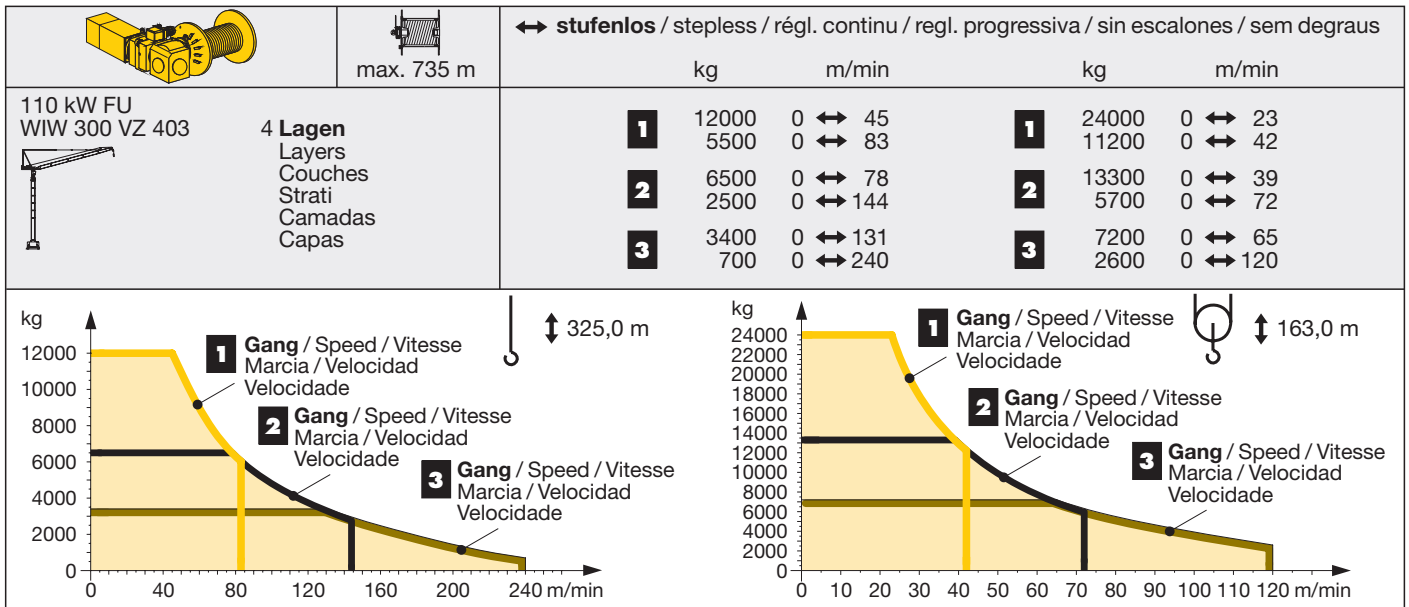 max. 735 m
↔ stufenlos / stepless / régl. continu / regl. progressiva / sin escalones / sem degraus
kg m/min kg m/min
110 kW FU
WIW 300 VZ 403
4 Lagen
Layers
Couches
Strati
Camadas
Capas
1 12000 0 ↔ 45
5500 0 ↔ 83
2 6500 0 ↔ 78
2500 0 ↔ 144
3 3400 0 ↔ 131
700 0 ↔ 240
1 24000 0 ↔ 23
11200 0 ↔ 42
2 13300 0 ↔ 39
5700 0 ↔ 72
3 7200 0 ↔ 65
2600 0 ↔ 120
kg
12000
10000
8000
6000
4000
2000
0
1 Gang / Speed / Vitesse
Marcia / Velocidad
Velocidade
2 Gang / Speed / Vitesse
Marcia / Velocidad
Velocidade
3 Gang / Speed / Vitesse
Marcia / Velocidad
Velocidade
325,0 m
0 40 80 120 160 200 240 m/min
kg
24000
22000
20000
18000
16000
14000
12000
10000
8000
6000
4000
2000
0
1 Gang / Speed / Vitesse
Marcia / Velocidad
Velocidade
2 Gang / Speed / Vitesse
Marcia / Velocidad
Velocidade
3 Gang / Speed / Vitesse
Marcia / Velocidad
Velocidade
163,0 m
0 10 20 30 40 50 60 70 80 90 100 110 120 m/min